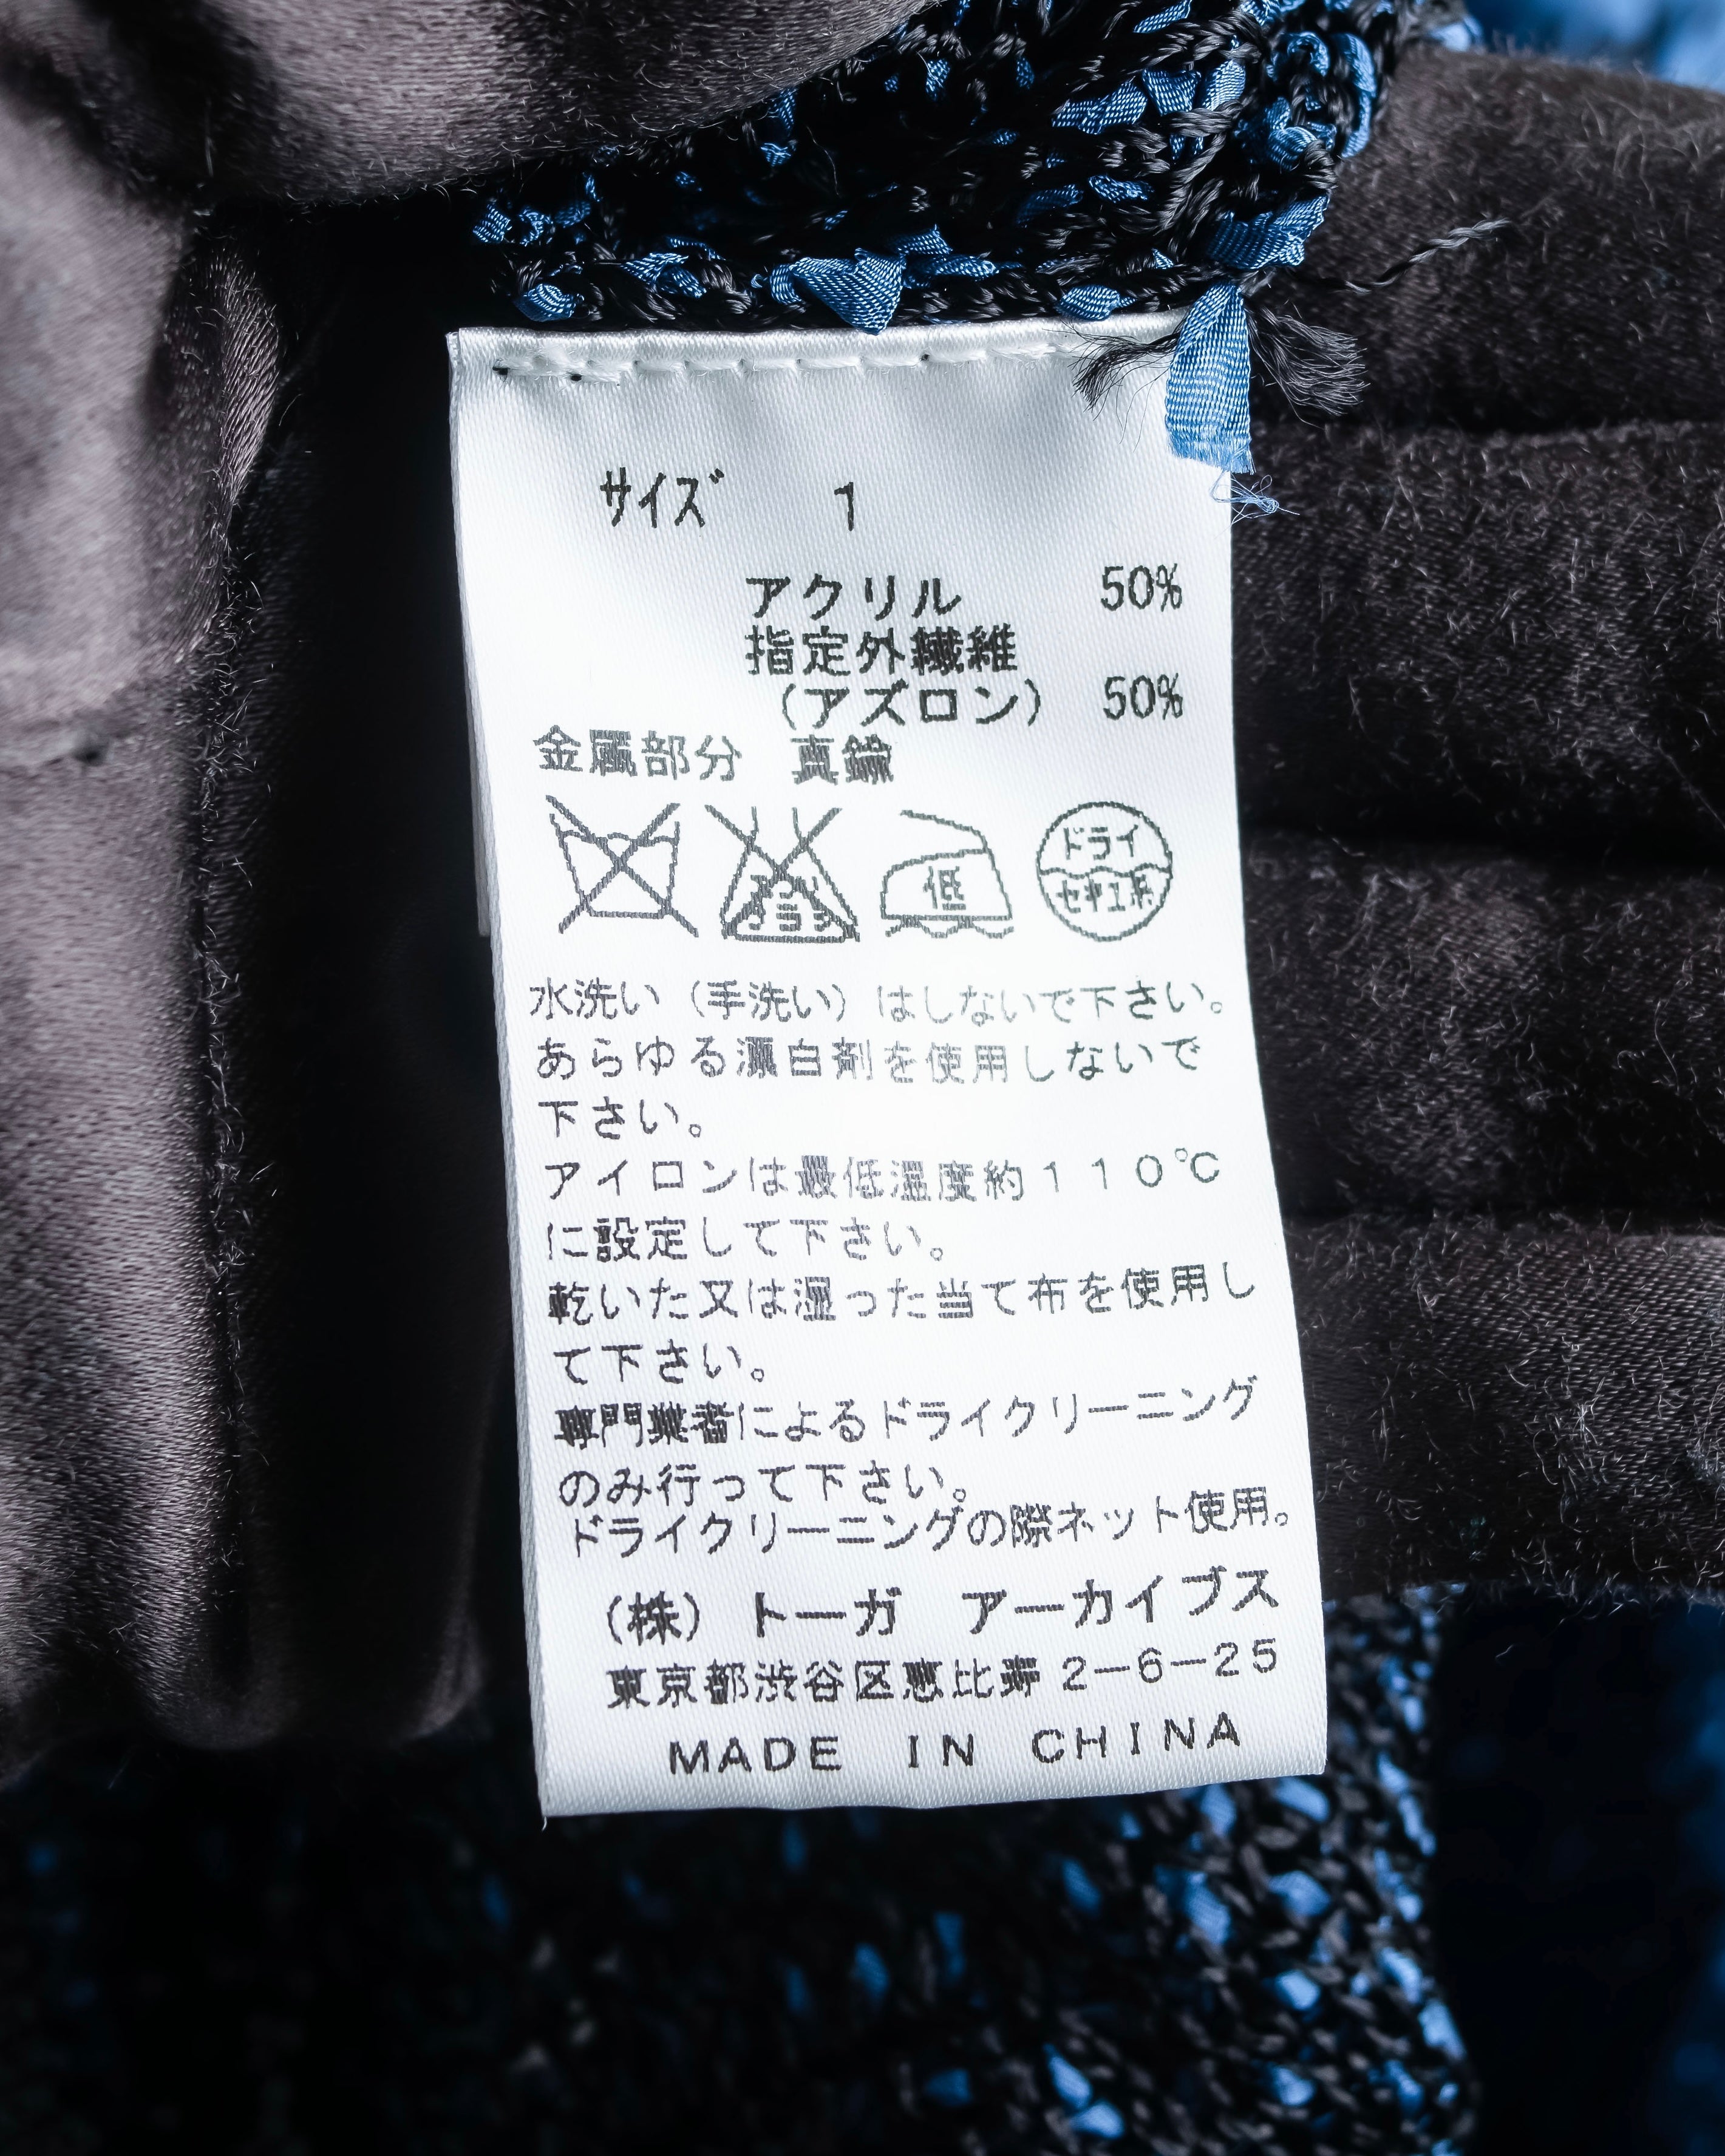 サイズ 1
アクリル 50%
指定外繊維
(アズロン) 50%
金属部分 真鍮
ドライ
セキユ系
低
水洗い(手洗い)はしないで下さい。
あらゆる漂白剤を使用しないで
下さい。
アイロンは最低温度約110℃
に設定して下さい。
乾いた又は湿った当て布を使用し
て下さい。
専門業者によるドライクリーニング
のみ行って下さい。
ドライクリーニングの際ネット使用。
(株) トーガ アーカイブス
東京都渋谷区恵比寿2-6-25
MADE IN CHINA